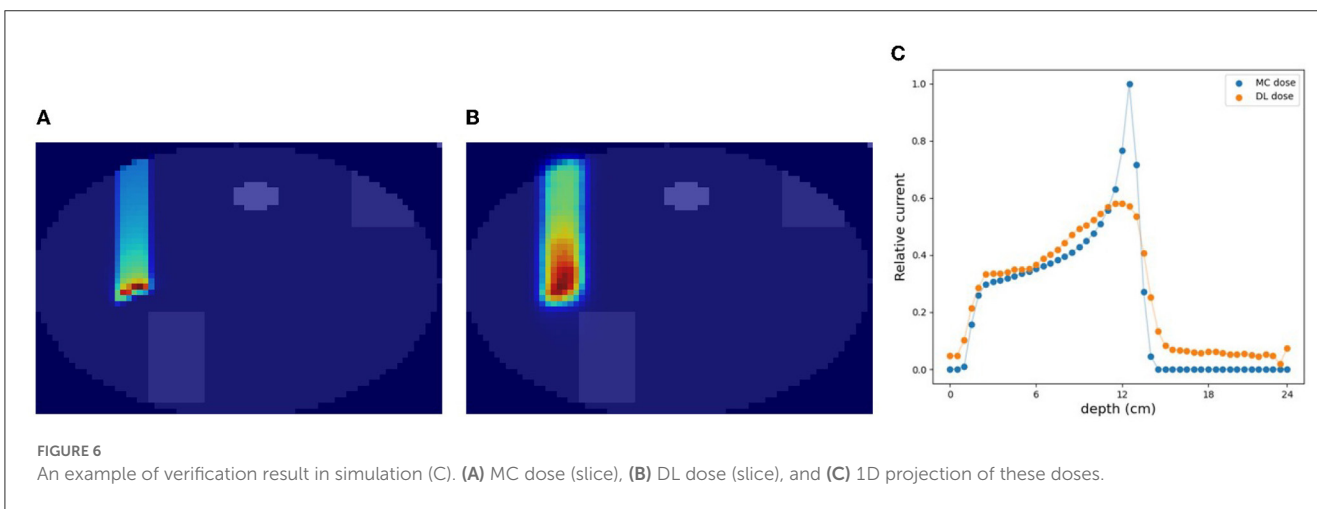 A
B
C
1.0
0.8
0.6
0.4
0.2
0.0
Relative current
MC dose
DL dose
0 6 12 18 24
depth (cm)
FIGURE 6
An example of verification result in simulation (C). (A) MC dose (slice), (B) DL dose (slice), and (C) 1D projection of these doses.